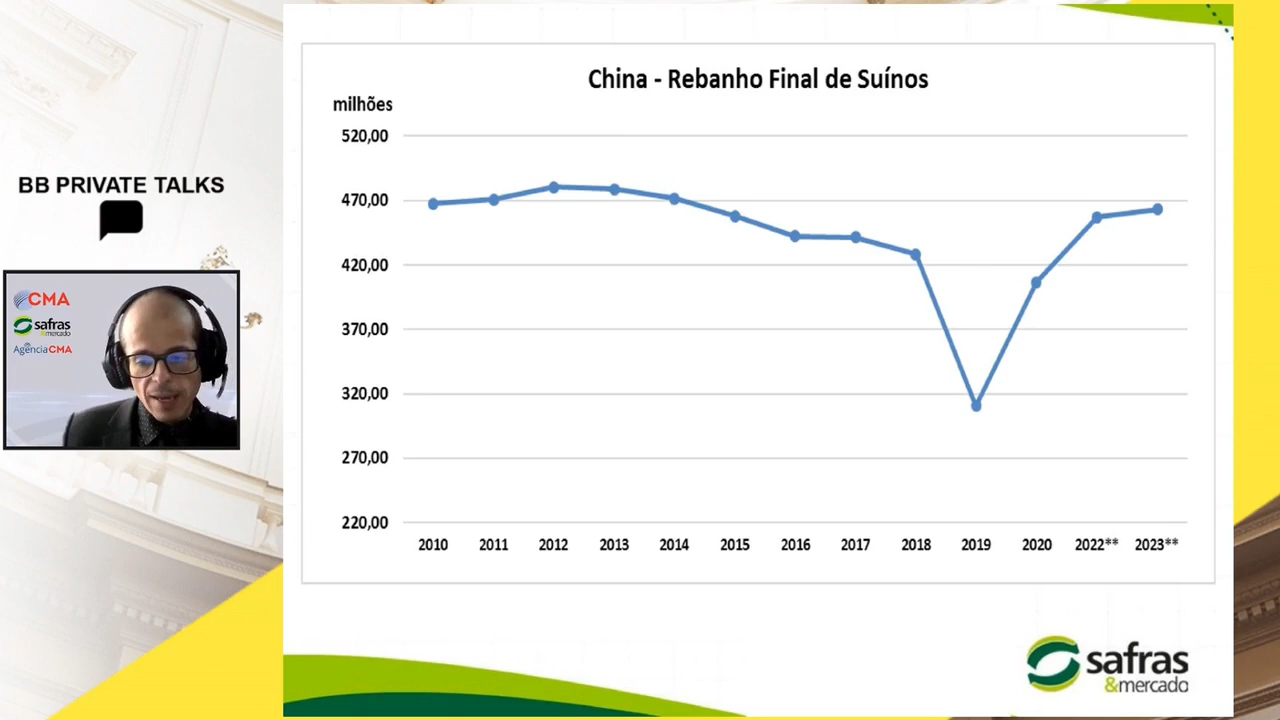 BB PRIVATE TALKS
CMA
safras
&mercado
Agência CMA
China - Rebanho Final de Suínos
milhões
520,00
470,00
420,00
370,00
320,00
270,00
220,00
2010 2011 2012 2013 2014 2015 2016 2017 2018 2019 2020 2022** 2023**
safras
&mercado